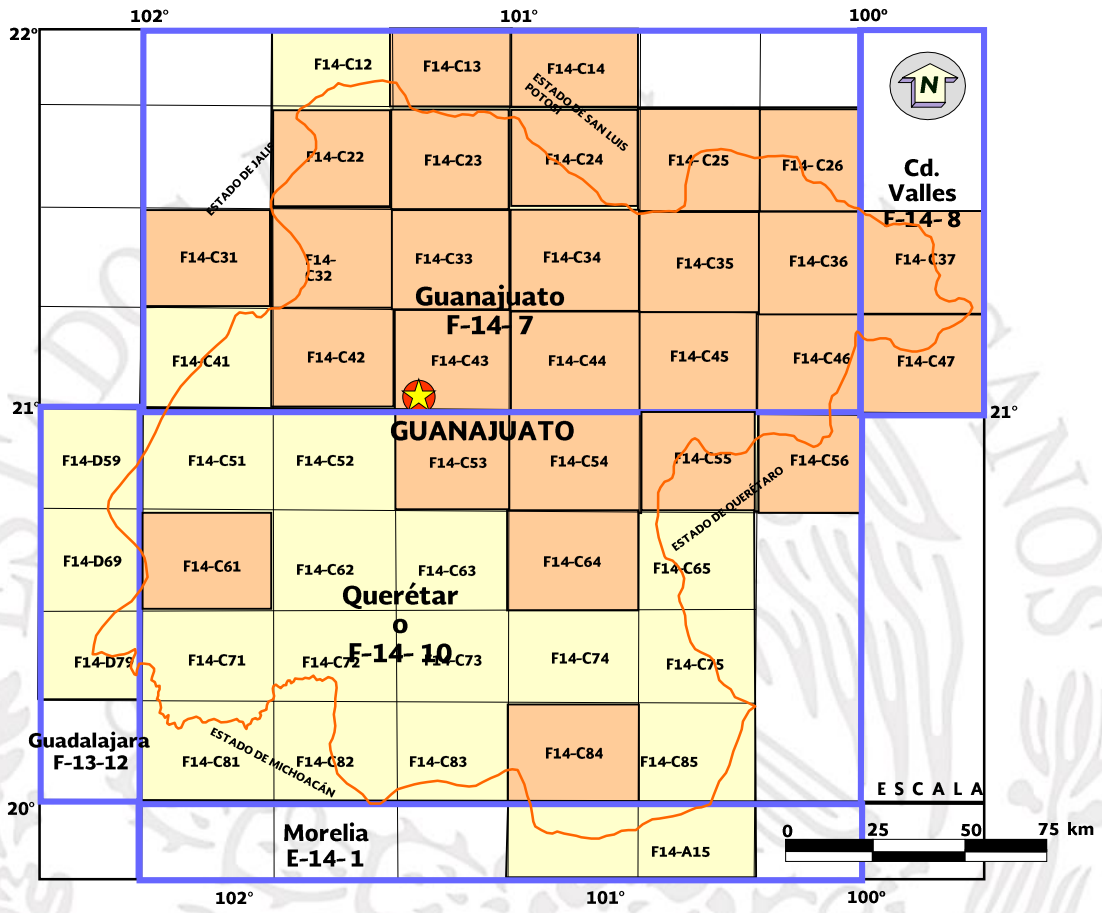 102°
101°
100°
22°
F14-C12
F14-C13
F14-C14
N
ESTADO DE SAN LUIS
POTOSI
ESTADO DE JALIS
F14-C22
F14-C23
F14-C24
F14-C25
F14-C26
Cd.
Valles
F-14-8
F14-C31
F14-
C32
F14-C33
F14-C34
F14-C35
F14-C36
F14-C37
Guanajuato
F-14-7
F14-C41
F14-C42
F14-C43
F14-C44
F14-C45
F14-C46
F14-C47
21°
21°
GUANAJUATO
F14-D59
F14-C51
F14-C52
F14-C53
F14-C54
F14-C55
F14-C56
ESTADO DE QUERÉTARO
F14-D69
F14-C61
F14-C62
F14-C63
F14-C64
F14-C65
Querétar
o
F-14-10
F14-D79
F14-C71
F14-C72
F14-C73
F14-C74
F14-C75
Guadalajara
F-13-12
ESTADO DE MICHOACÁN
F14-C81
F14-C82
F14-C83
F14-C84
F14-C85
20°
ESCALA
0 25 50 75 km
Morelia
E-14-1
F14-A15
102°
101°
100°